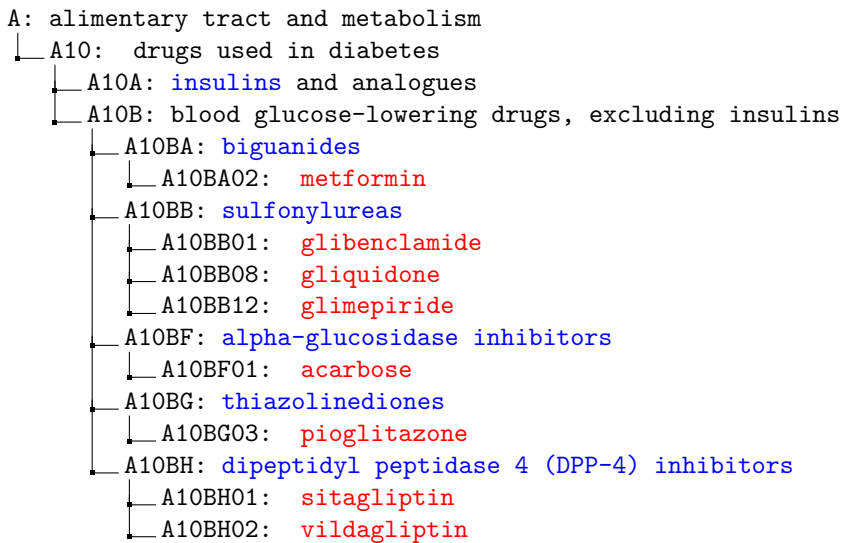 A: alimentary tract and metabolism
A10: drugs used in diabetes
A10A: insulins and analogues
A10B: blood glucose-lowering drugs, excluding insulins
A10BA: biguanides
A10BA02: metformin
A10BB: sulfonylureas
A10BB01: glibenclamide
A10BB08: gliquidone
A10BB12: glimepiride
A10BF: alpha-glucosidase inhibitors
A10BF01: acarbose
A10BG: thiazolinediones
A10BG03: pioglitazone
A10BH: dipeptidyl peptidase 4 (DPP-4) inhibitors
A10BH01: sitagliptin
A10BH02: vildagliptin